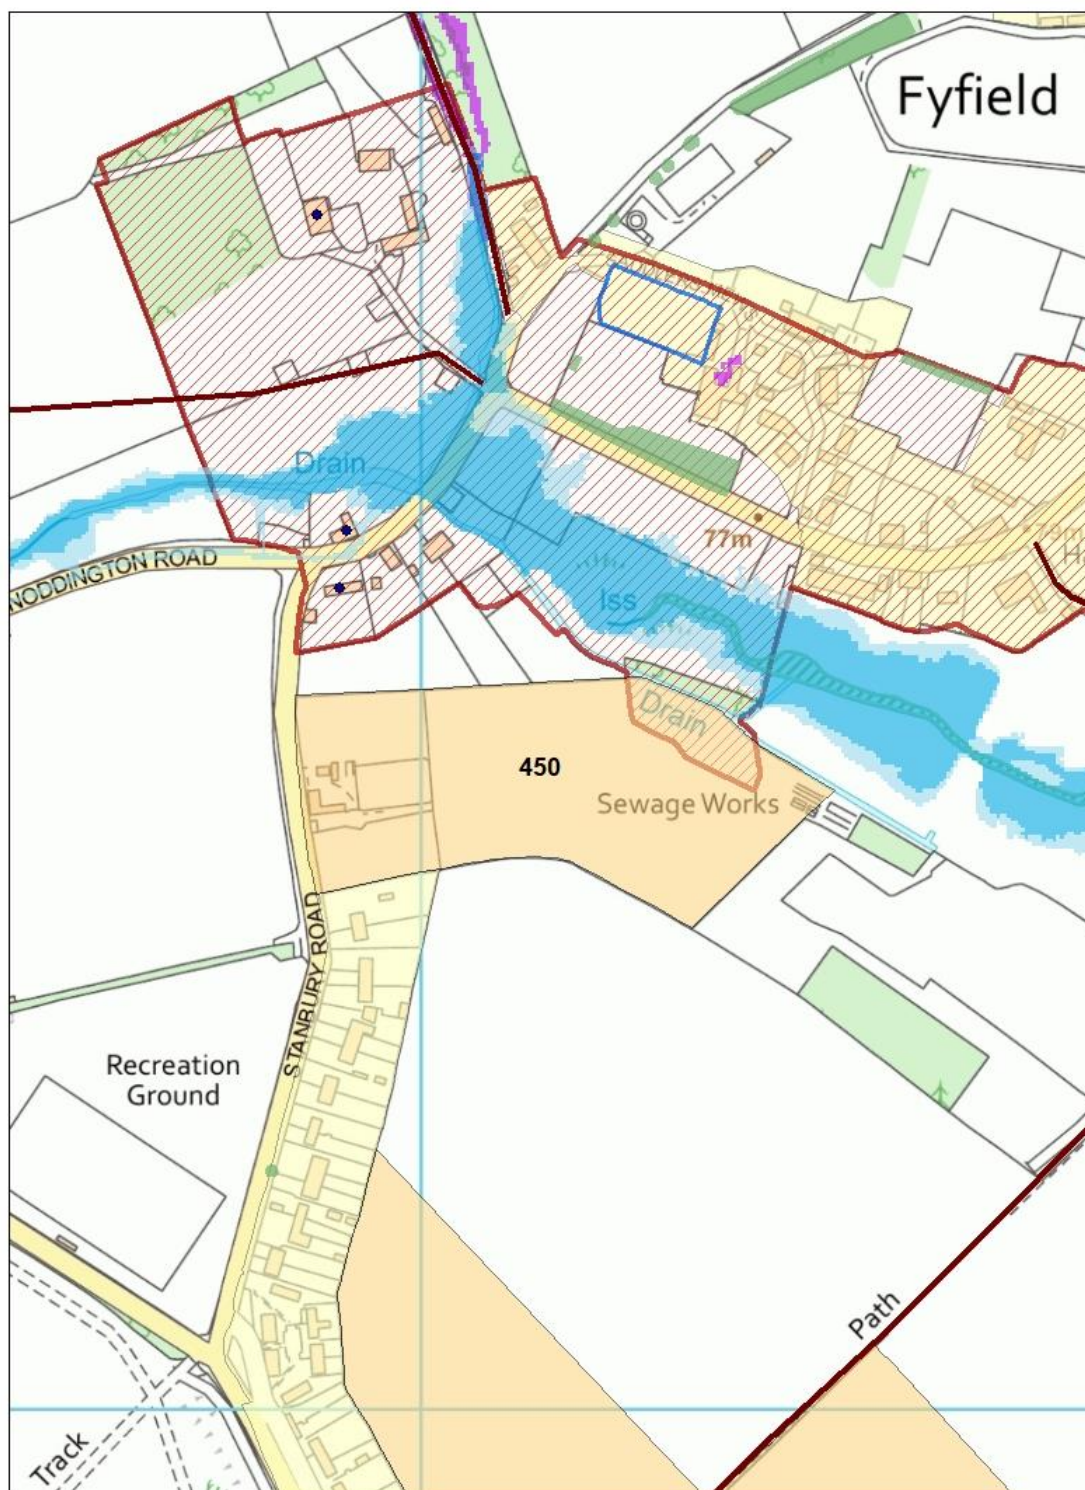 Fyfield
Drain
77m
NODDINGTON ROAD
Iss
Drain
450
Sewage Works
STANBURY ROAD
Recreation
Ground
Path
Track